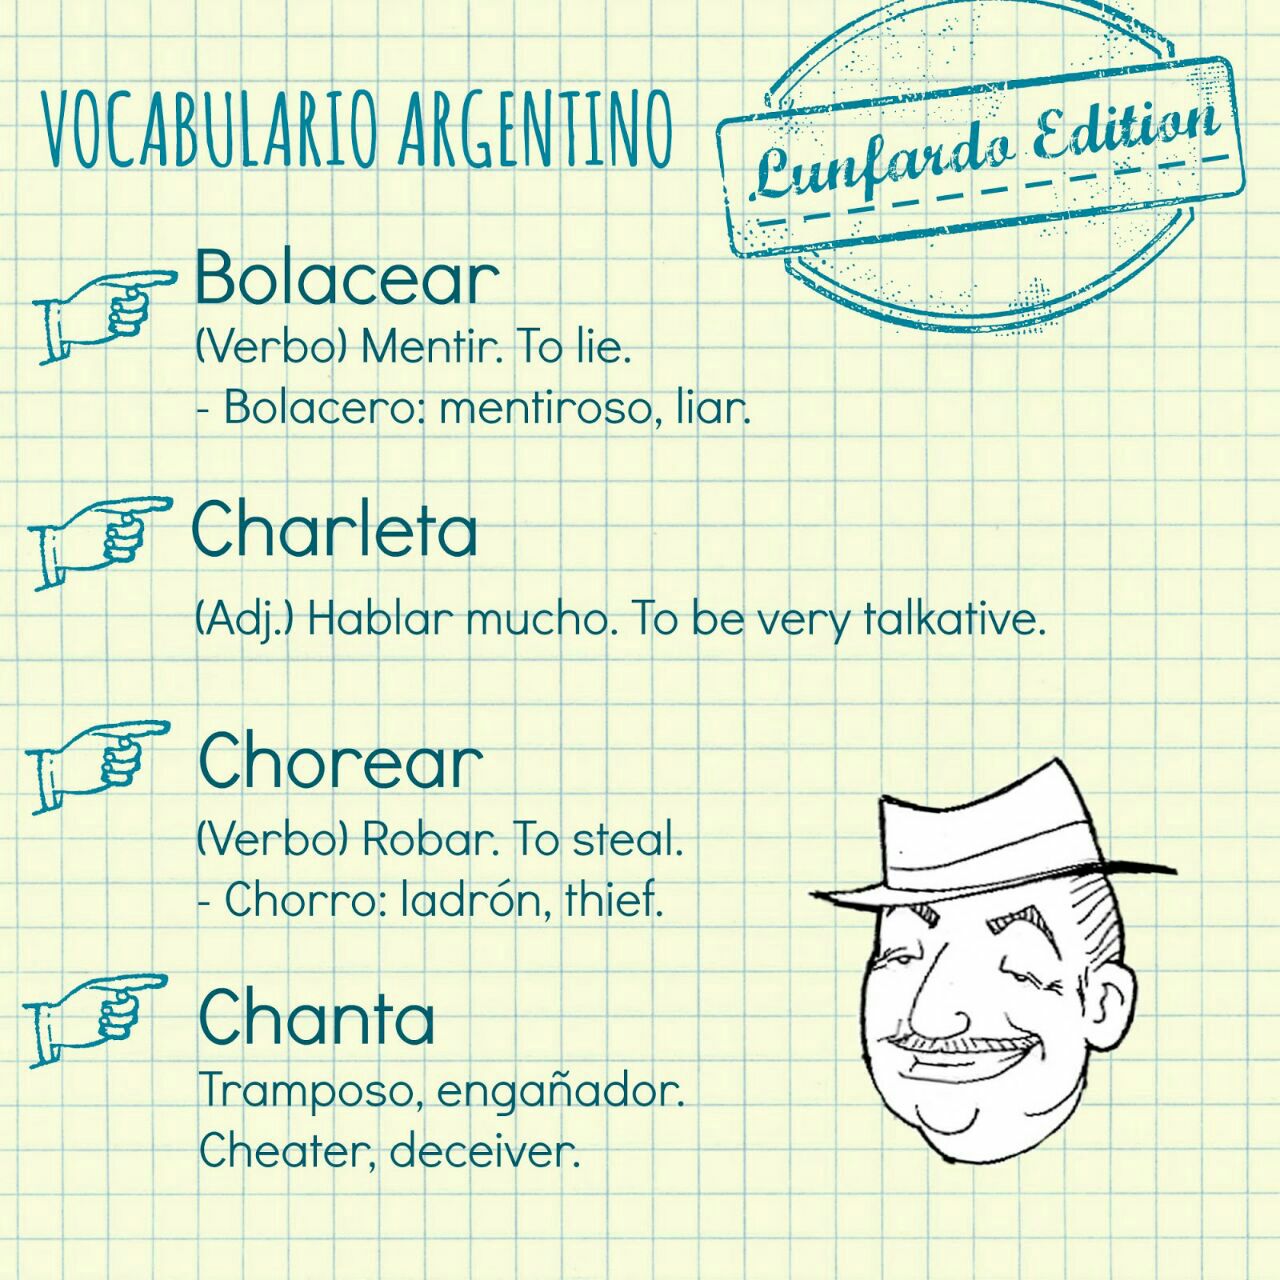 VOCABULARIO ARGENTINO
Lunfardo Edition
Bolacear
(Verbo) Mentir. To lie.
- Bolacero: mentiroso, liar.
Charleta
(Adj.) Hablar mucho. To be very talkative.
Chorear
(Verbo) Robar. To steal.
- Chorro: ladrón, thief.
Chanta
Tramposo, engañador.
Cheater, deceiver.